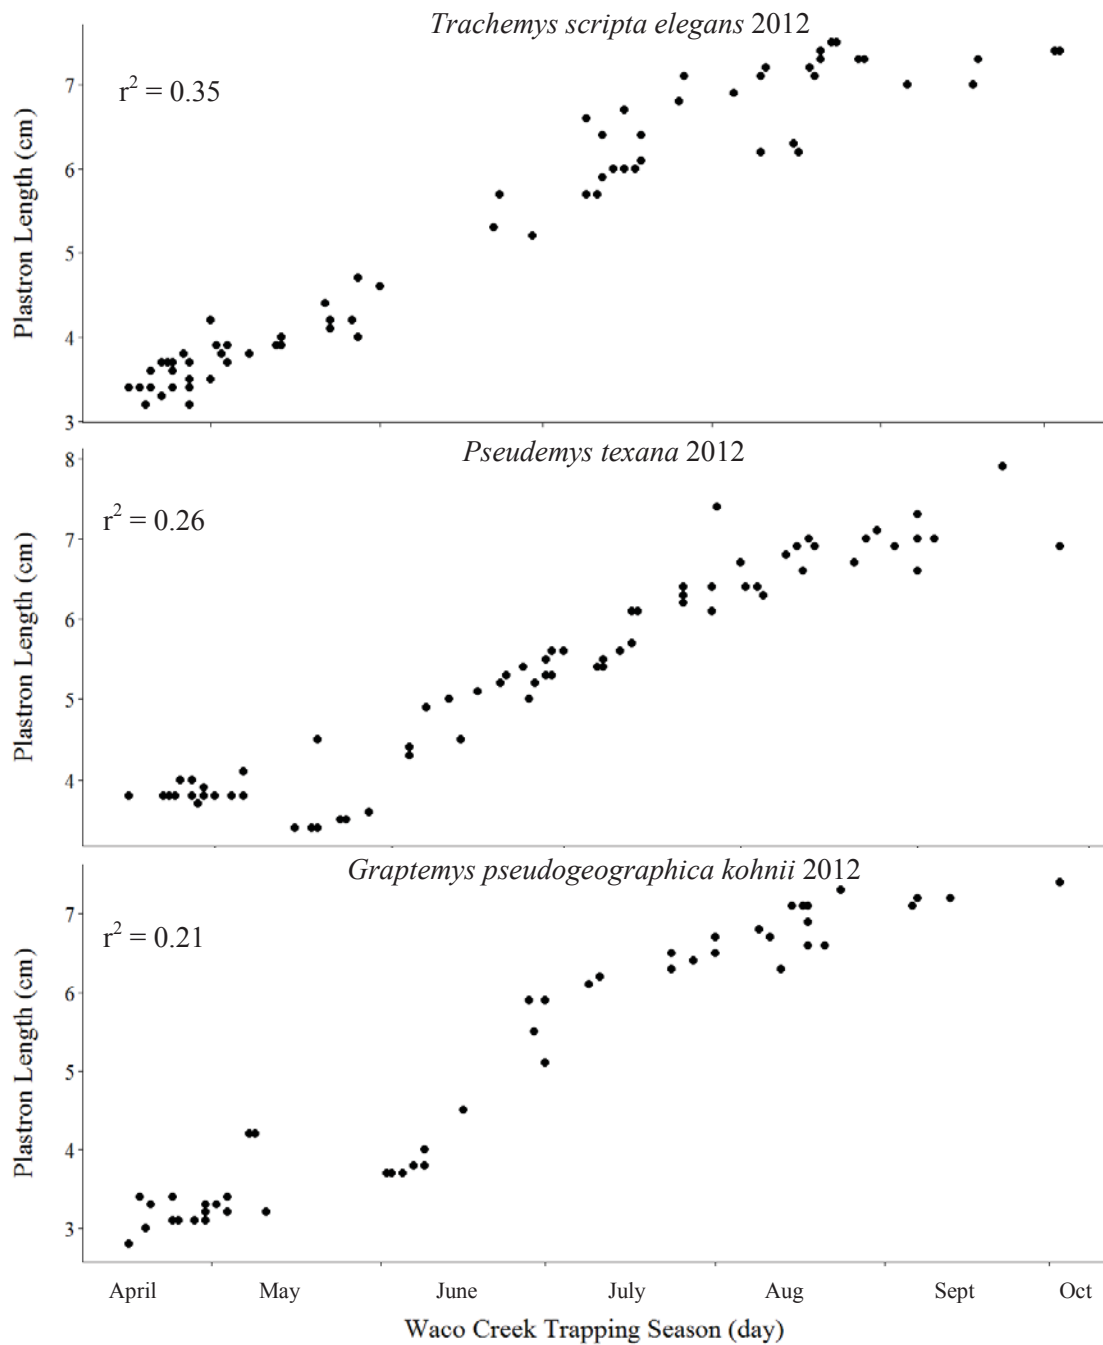 Trachemys scripta elegans 2012
r² = 0.35
7
6
5
4
3
Plastron Length (cm)
Pseudemys texana 2012
r² = 0.26
8
7
6
5
4
Plastron Length (cm)
Graptemys pseudogeographica kohnii 2012
r² = 0.21
7
6
5
4
3
Plastron Length (cm)
April May June July Aug Sept Oct
Waco Creek Trapping Season (day)